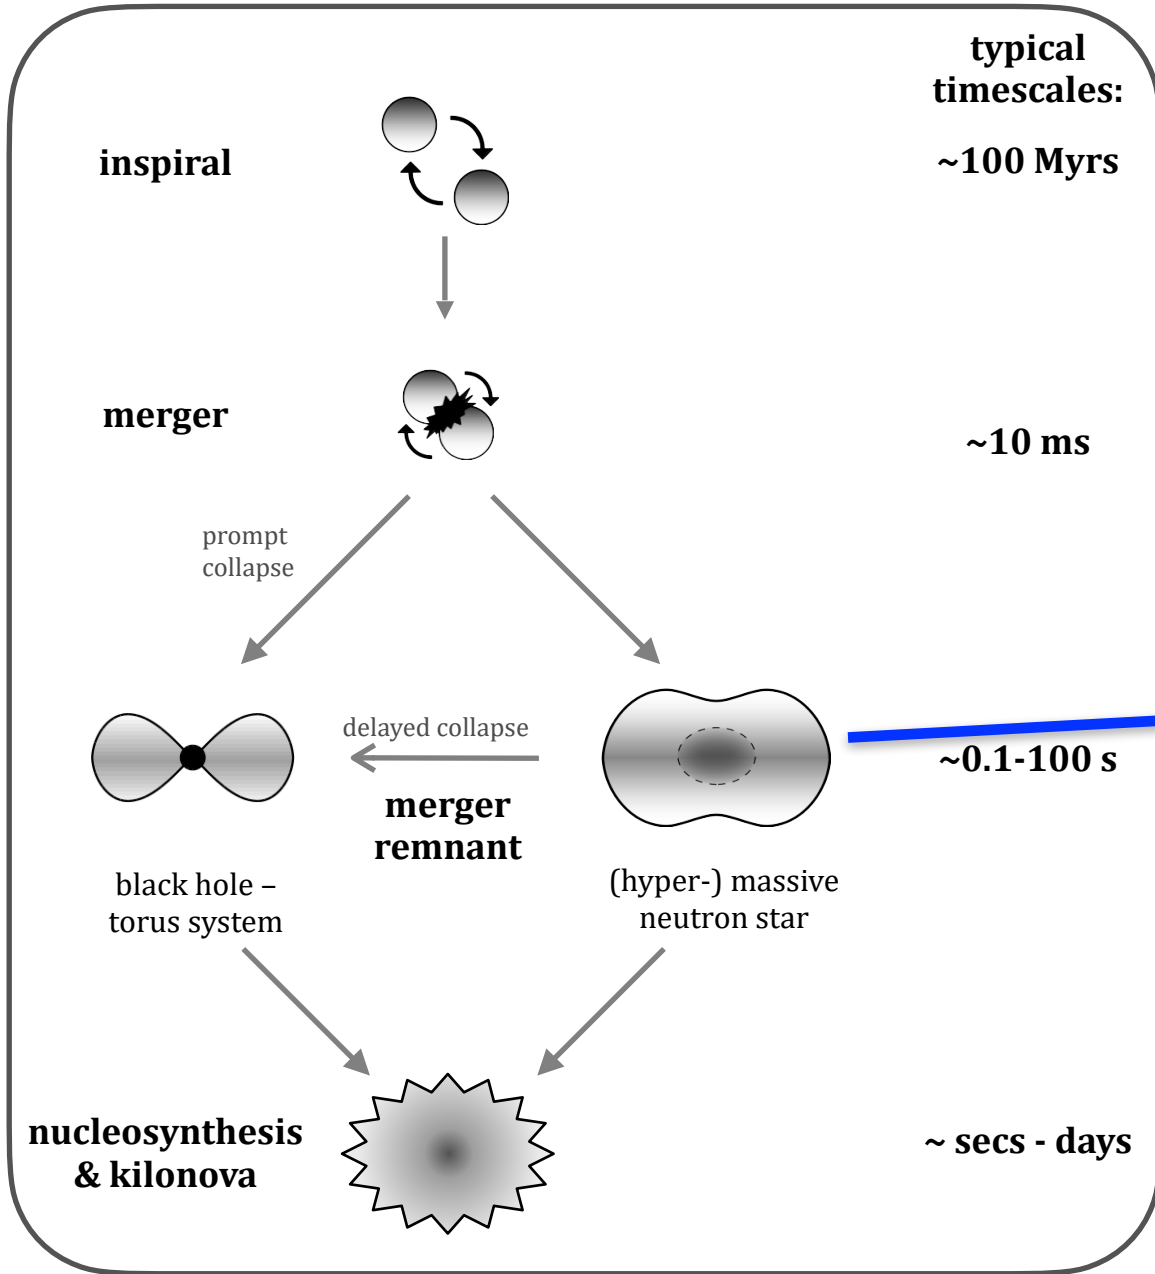 typical
timescales:
inspiral
~100 Myrs
merger
~10 ms
prompt
collapse
delayed collapse
~0.1-100 s
merger
remnant
black hole –
torus system
(hyper-) massive
neutron star
nucleosynthesis
& kilonova
~ secs - days